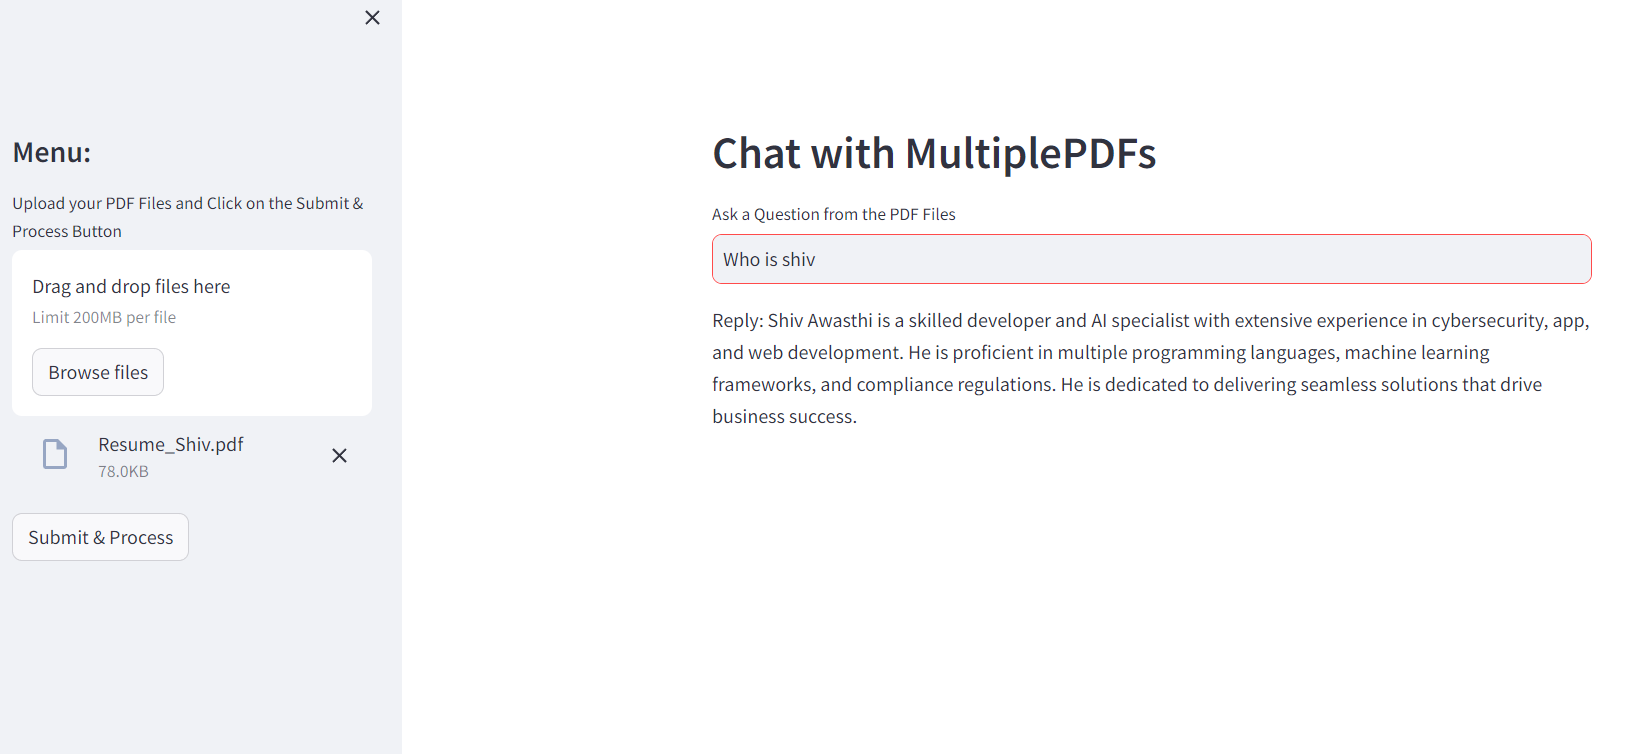 Menu:
Upload your PDF Files and Click on the Submit &
Process Button
Drag and drop files here
Limit 200MB per file
Browse files
Resume_Shiv.pdf
78.0KB
Submit & Process
Chat with MultiplePDFs
Ask a Question from the PDF Files
Who is shiv
Reply: Shiv Awasthi is a skilled developer and AI specialist with extensive experience in cybersecurity, app,
and web development. He is proficient in multiple programming languages, machine learning
frameworks, and compliance regulations. He is dedicated to delivering seamless solutions that drive
business success.